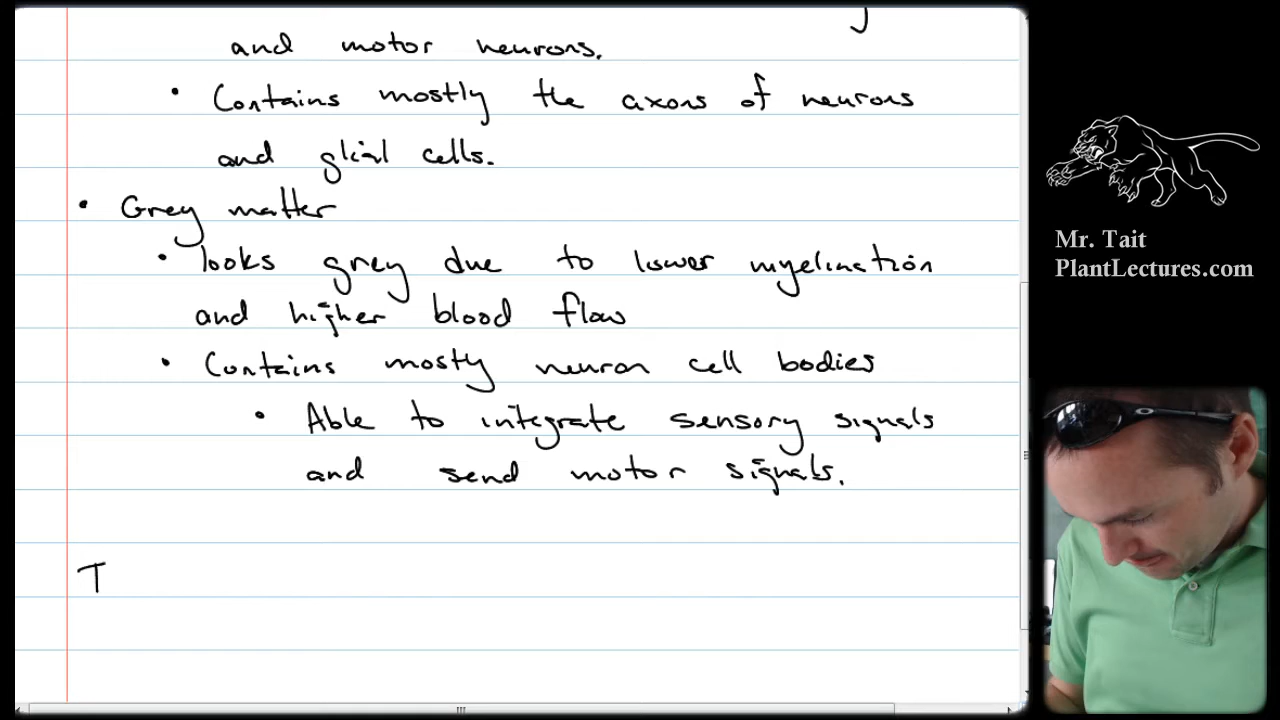 and motor neurons.
• Contains mostly the axons of neurons
and glial cells.
• Grey matter
• looks grey due to lower myelination
and higher blood flow
• Contains mostly neuron cell bodies
• Able to integrate sensory signals
and send motor signals.
T
Mr. Tait
PlantLectures.com